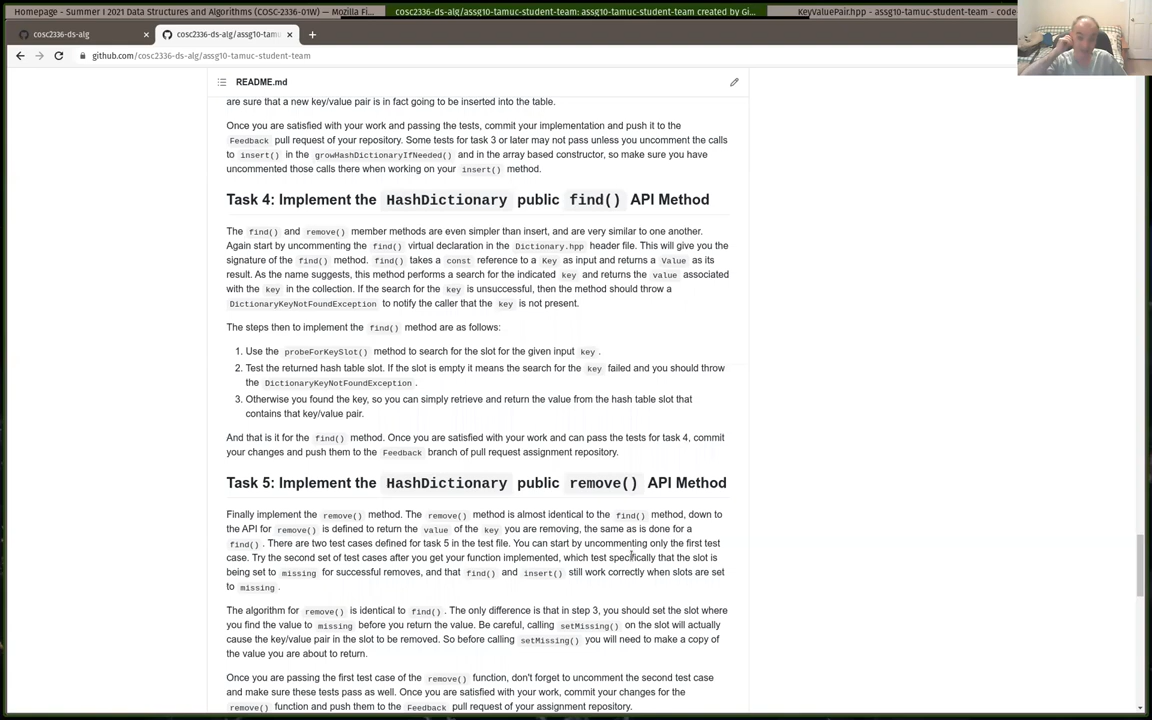 Homepage - Summer I 2021 Data Structures and Algorithms (COSC-2336-01W) — Mozilla Fi...
cosc2336-ds-alg/assg10-tamuc-student-team: assg10-tamuc-student-team created by Gi...
KeyValuePair.hpp - assg10-tamuc-student-team - code-
cosc2336-ds-alg
cosc2336-ds-alg/assg10-tamu
github.com/cosc2336-ds-alg/assg10-tamuc-student-team
README.md
are sure that a new key/value pair is in fact going to be inserted into the table.
Once you are satisfied with your work and passing the tests, commit your implementation and push it to the
Feedback pull request of your repository. Some tests for task 3 or later may not pass unless you uncomment the calls
to insert() in the growHashDictionaryIfNeeded() and in the array based constructor, so make sure you have
uncommented those calls there when working on your insert() method.
Task 4: Implement the HashDictionary public find() API Method
The find() and remove() member methods are even simpler than insert, and are very similar to one another.
Again start by uncommenting the find() virtual declaration in the Dictionary.hpp header file. This will give you the
signature of the find() method. find() takes a const reference to a Key as input and returns a Value as its
result. As the name suggests, this method performs a search for the indicated key and returns the value associated
with the key in the collection. If the search for the key is unsuccessful, then the method should throw a
DictionaryKeyNotFoundException to notify the caller that the key is not present.
The steps then to implement the find() method are as follows:
1. Use the probeForKeySlot() method to search for the slot for the given input key .
2. Test the returned hash table slot. If the slot is empty it means the search for the key failed and you should throw
the DictionaryKeyNotFoundException .
3. Otherwise you found the key, so you can simply retrieve and return the value from the hash table slot that
contains that key/value pair.
And that is it for the find() method. Once you are satisfied with your work and can pass the tests for task 4, commit
your changes and push them to the Feedback branch of pull request assignment repository.
Task 5: Implement the HashDictionary public remove() API Method
Finally implement the remove() method. The remove() method is almost identical to the find() method, down to
the API for remove() is defined to return the value of the key you are removing, the same as is done for a
find() . There are two test cases defined for task 5 in the test file. You can start by uncommenting only the first test
case. Try the second set of test cases after you get your function implemented, which test specifically that the slot is
being set to missing for successful removes, and that find() and insert() still work correctly when slots are set
to missing .
The algorithm for remove() is identical to find() . The only difference is that in step 3, you should set the slot where
you find the value to missing before you return the value. Be careful, calling setMissing() on the slot will actually
cause the key/value pair in the slot to be removed. So before calling setMissing() you will need to make a copy of
the value you are about to return.
Once you are passing the first test case of the remove() function, don't forget to uncomment the second test case
and make sure these tests pass as well. Once you are satisfied with your work, commit your changes for the
remove() function and push them to the Feedback pull request of your assignment repository.